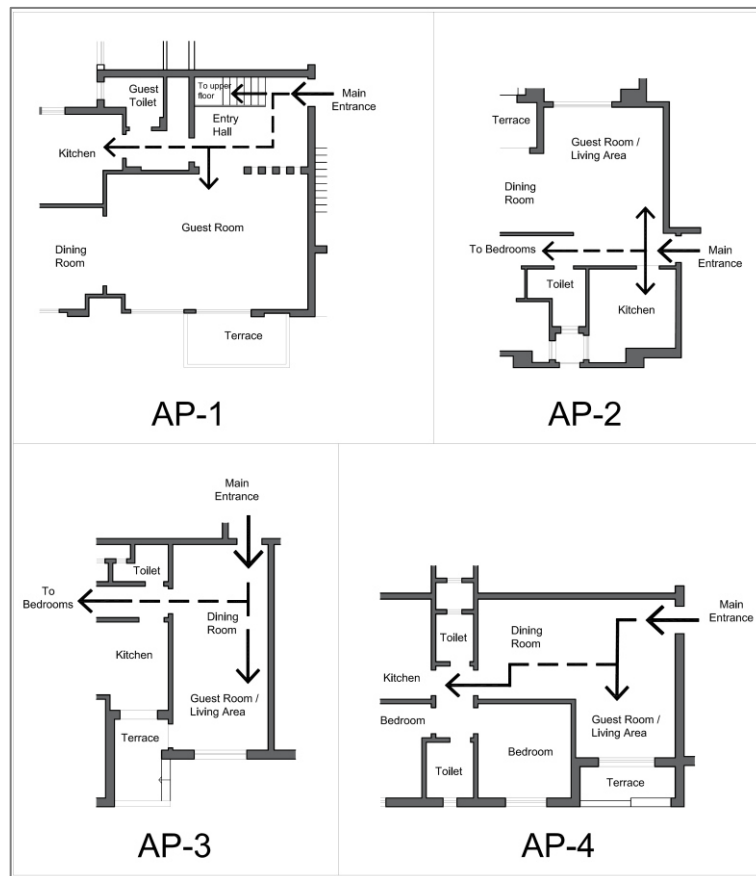 Guest
Toilet
To upper
floor
Main
Entrance
Entry
Hall
Kitchen
Guest Room
Dining
Room
Terrace
AP-1
Terrace
Guest Room /
Living Area
Dining
Room
To Bedrooms
Main
Entrance
Toilet
Kitchen
AP-2
Main
Entrance
Toilet
To
Bedrooms
Dining
Room
Kitchen
Guest Room /
Living Area
Terrace
AP-3
Main
Entrance
Toilet
Dining
Room
Kitchen
Bedroom
Guest Room /
Living Area
Bedroom
Toilet
Terrace
AP-4